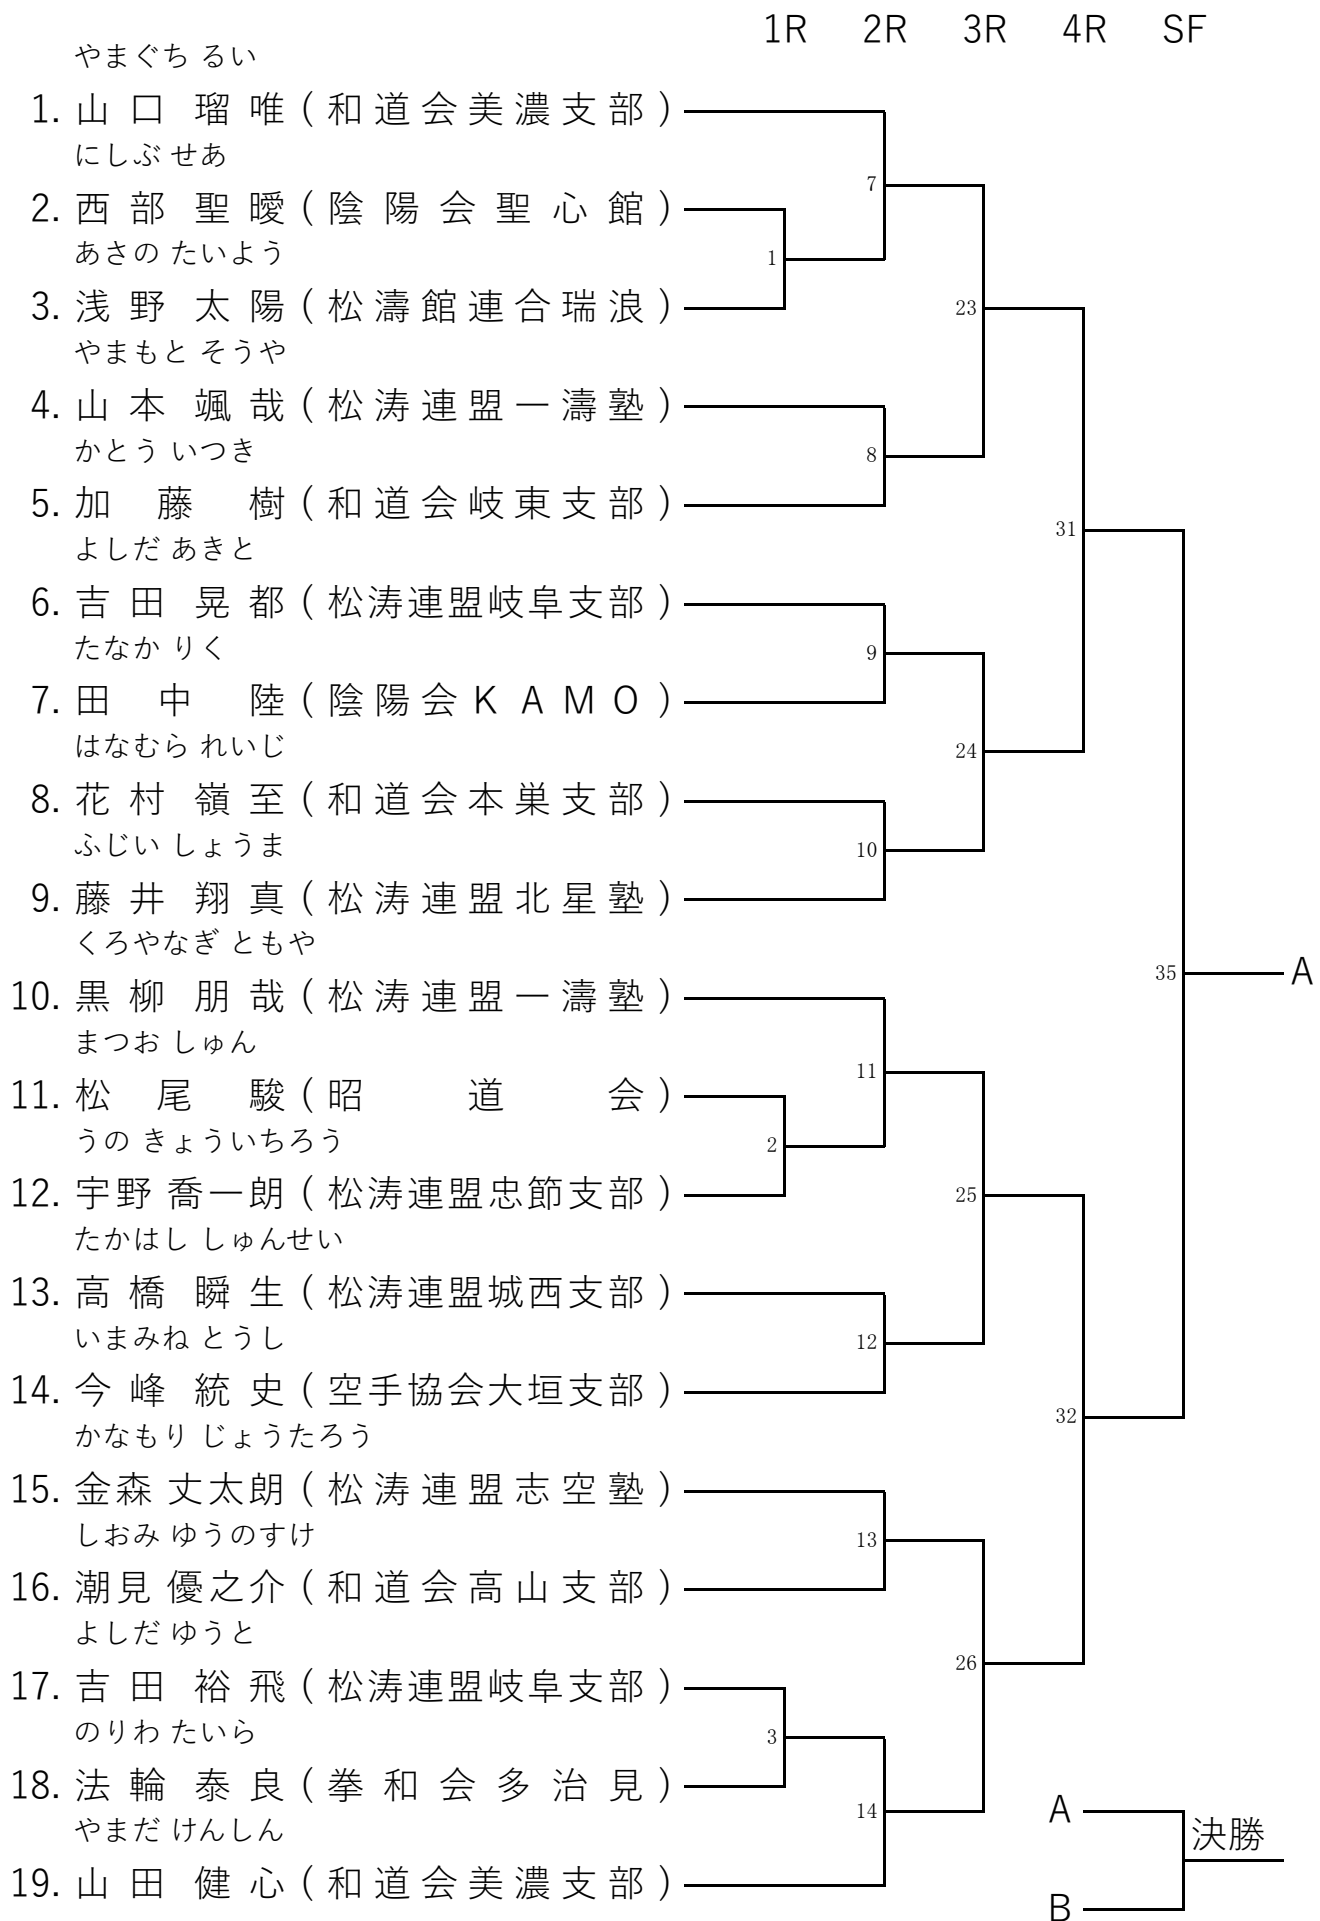 1R 2R 3R 4R SF
やまぐち るい
1. 山口 瑠唯 (和道会美濃支部)
にしぶ せあ
7
2. 西部 聖曖 (陰陽会聖心館)
あさの たいよう
1
3. 浅野 太陽 (松濤館連合瑞浪)
23
やまもと そうや
4. 山本 颯哉 (松涛連盟一濤塾)
かとう いつき
8
5. 加藤 樹 (和道会岐東支部)
31
よしだ あきと
6. 吉田 晃都 (松涛連盟岐阜支部)
たなか りく
9
7. 田中 陸 (陰陽会KAMO)
はなむら れいじ
24
8. 花村 嶺至 (和道会本巣支部)
ふじい しょうま
10
9. 藤井 翔真 (松涛連盟北星塾)
くろやなぎ ともや
35 A
10. 黒柳 朋哉 (松涛連盟一濤塾)
まつお しゅん
11
11. 松尾 駿 (昭道会)
うの きょういちろう
2
12. 宇野 喬一朗 (松涛連盟忠節支部)
25
たかはし しゅんせい
13. 高橋 瞬生 (松涛連盟城西支部)
いまみね とうし
12
14. 今峰 統史 (空手協会大垣支部)
32
かなもり じょうたろう
15. 金森 丈太朗 (松涛連盟志空塾)
しおみ ゆうのすけ
13
16. 潮見 優之介 (和道会高山支部)
よしだ ゆうと
26
17. 吉田 裕飛 (松涛連盟岐阜支部)
のりわ たいら
3
18. 法輪 泰良 (拳和会多治見)
14
A
やまだ けんしん
決勝
19. 山田 健心 (和道会美濃支部)
B